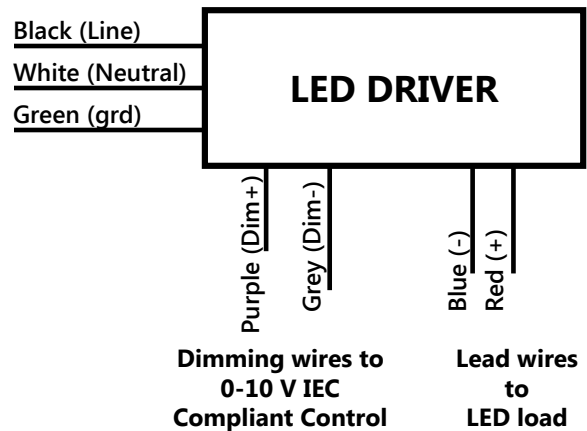 Black (Line)
White (Neutral)
Green (grd)
LED DRIVER
Purple (Dim+)
Grey (Dim-)
Blue (-)
Red (+)
Dimming wires to
0-10 V IEC
Compliant Control
Lead wires
to
LED load